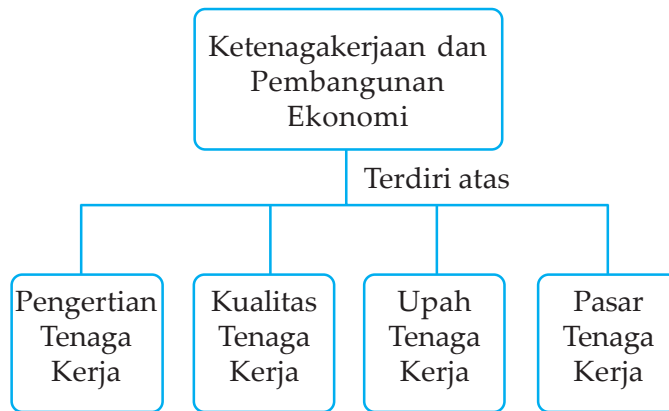 Ketenagakerjaan dan
Pembangunan
Ekonomi
Terdiri atas
Pengertian
Tenaga
Kerja
Kualitas
Tenaga
Kerja
Upah
Tenaga
Kerja
Pasar
Tenaga
Kerja